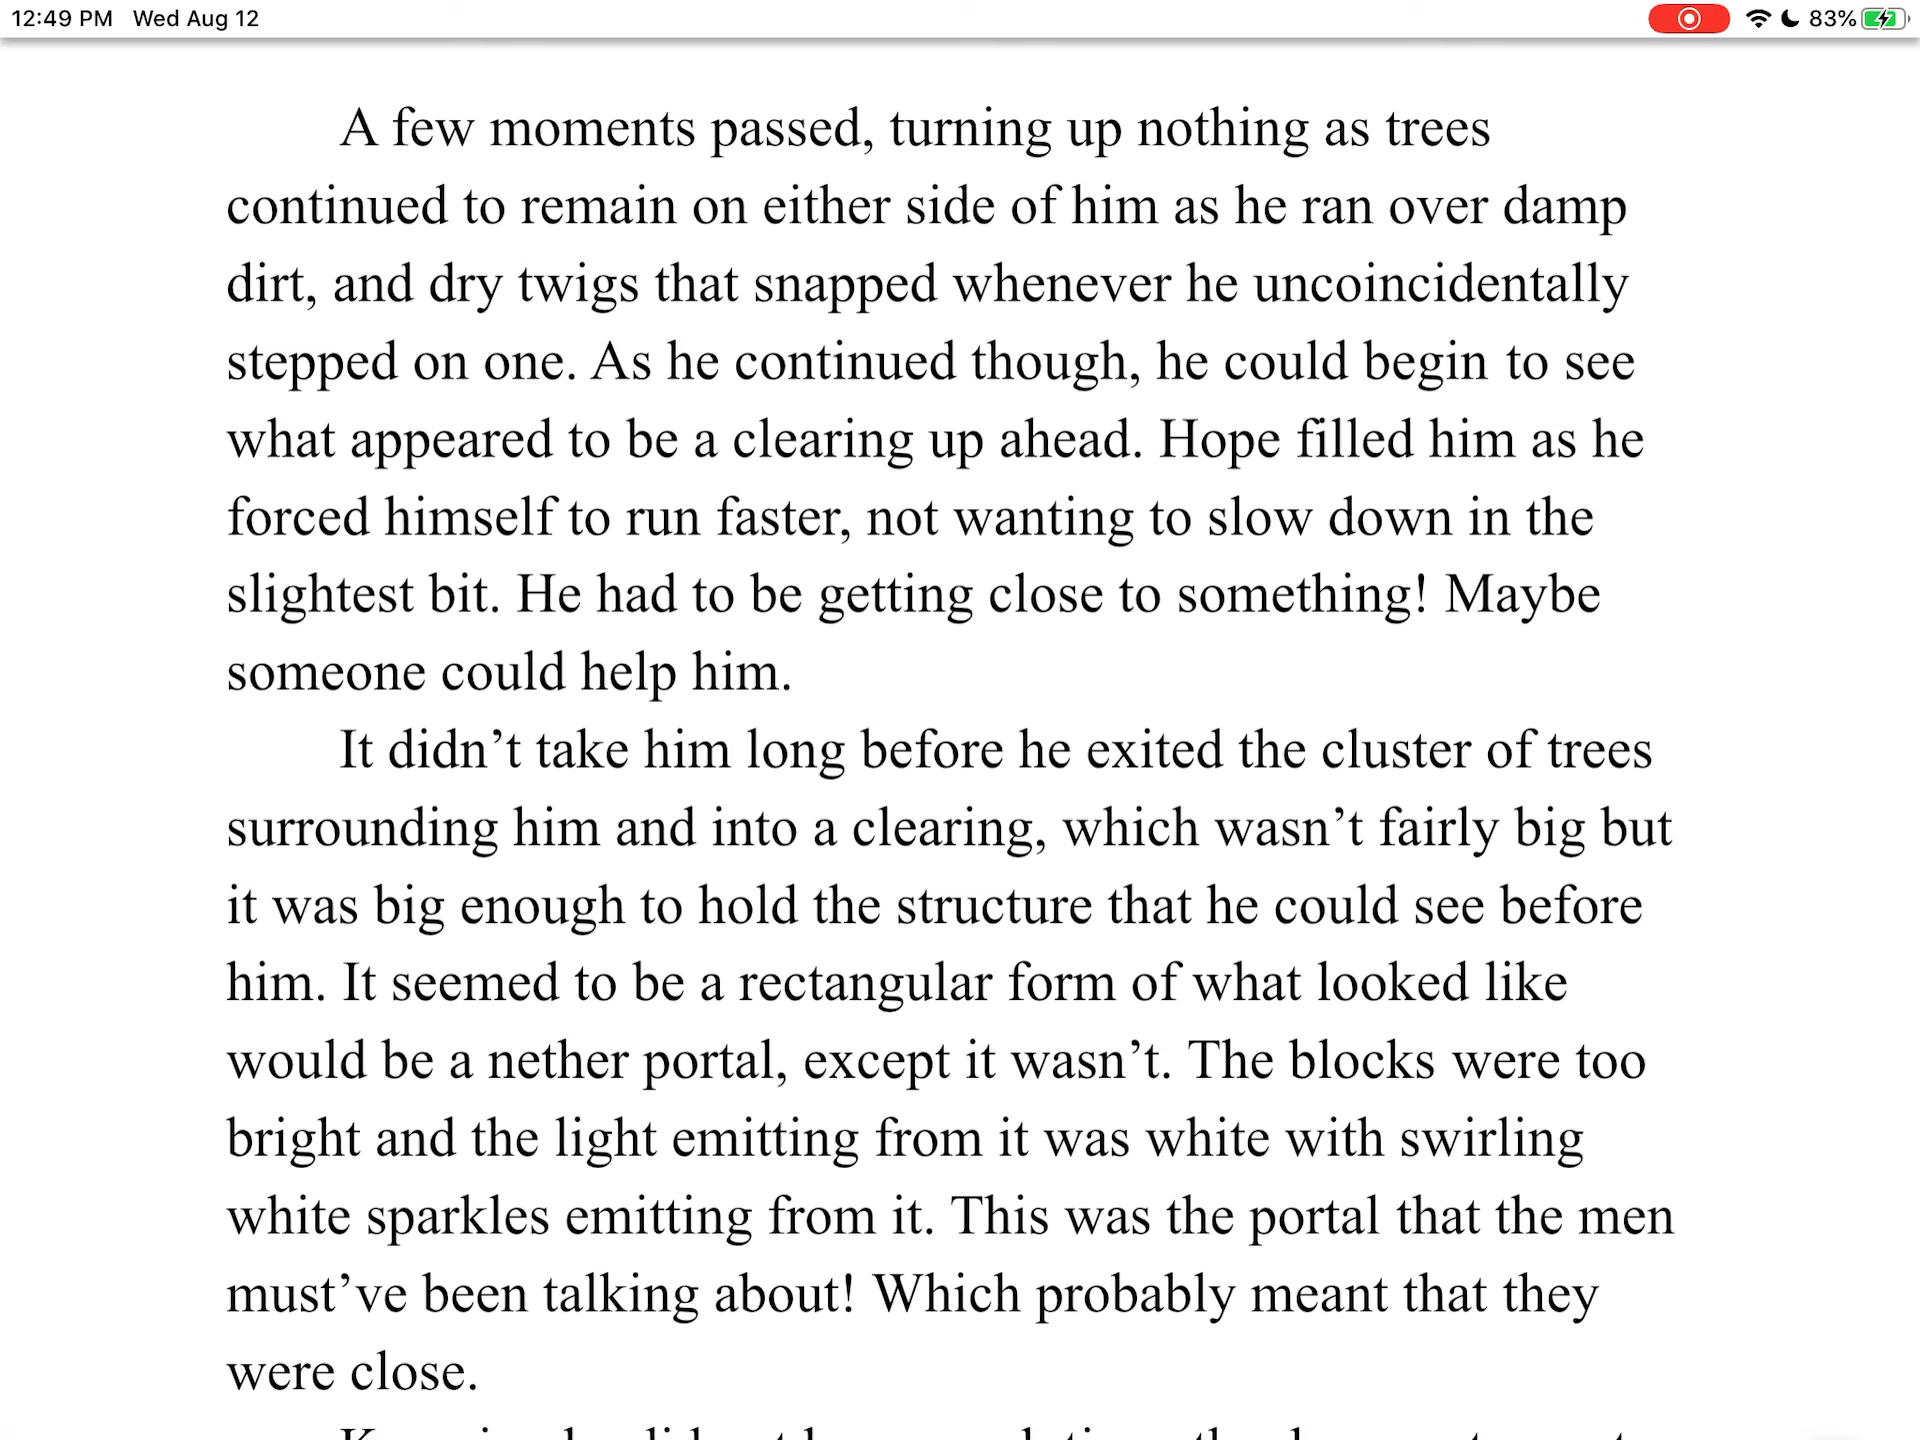 12:49 PM Wed Aug 12
83%
A few moments passed, turning up nothing as trees
continued to remain on either side of him as he ran over damp
dirt, and dry twigs that snapped whenever he uncoincidentally
stepped on one. As he continued though, he could begin to see
what appeared to be a clearing up ahead. Hope filled him as he
forced himself to run faster, not wanting to slow down in the
slightest bit. He had to be getting close to something! Maybe
someone could help him.
It didn’t take him long before he exited the cluster of trees
surrounding him and into a clearing, which wasn’t fairly big but
it was big enough to hold the structure that he could see before
him. It seemed to be a rectangular form of what looked like
would be a nether portal, except it wasn’t. The blocks were too
bright and the light emitting from it was white with swirling
white sparkles emitting from it. This was the portal that the men
must’ve been talking about! Which probably meant that they
were close.